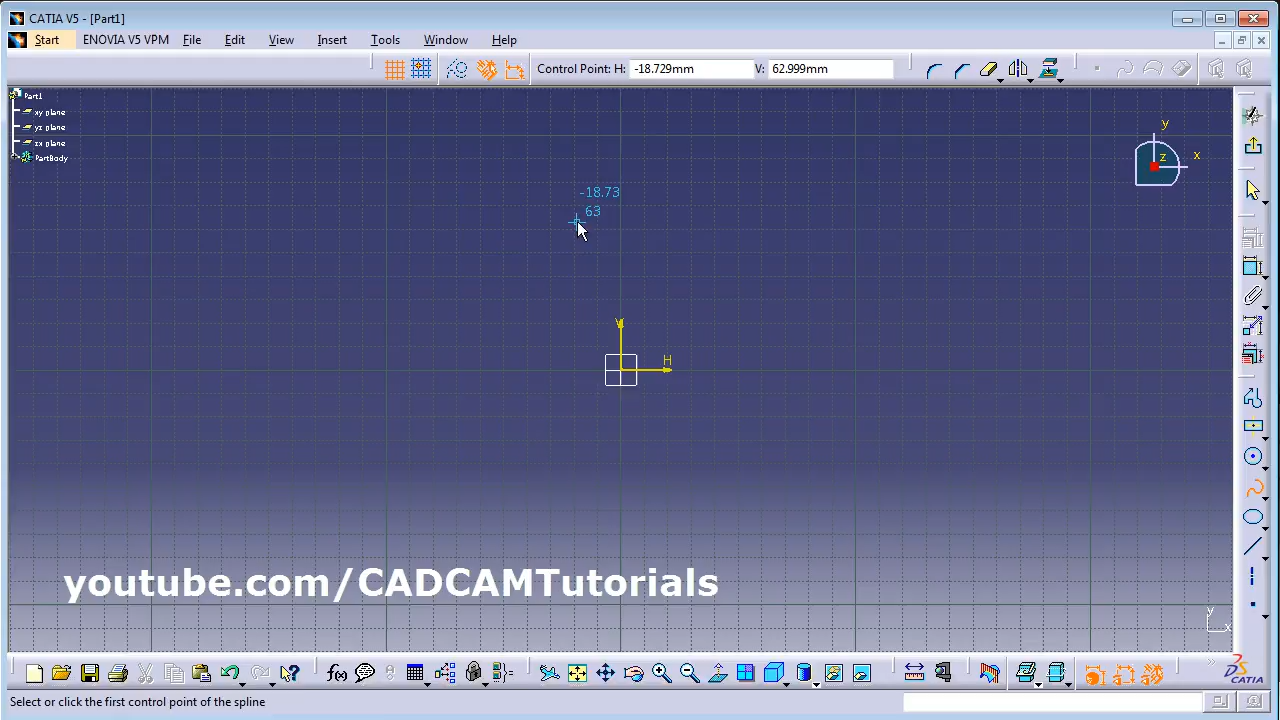 CATIA V5 - [Part1]
Start ENOVIA V5 VPM File Edit View Insert Tools Window Help
Control Point: H: -18.729mm V: 62.999mm
Part1
xy plane
yz plane
zx plane
PartBody
y
z x
-18.73
63
V
H
youtube.com/CADCAMTutorials
y
x
f(x)
CATIA
Select or click the first control point of the spline